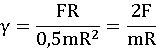 γ = FR / 0,5mR² = 2F / mR